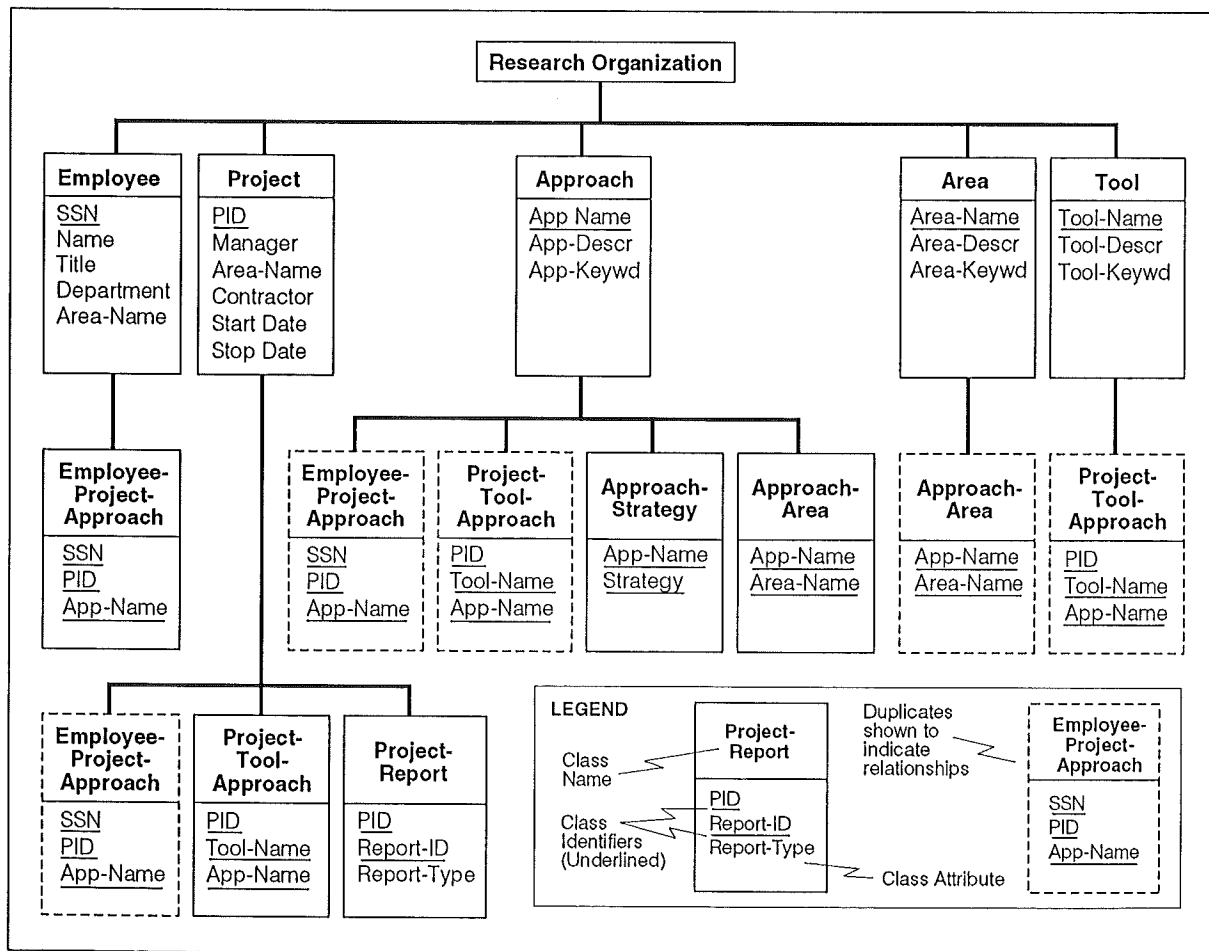 Research Organization
Employee
SSN
Name
Title
Department
Area-Name
Project
PID
Manager
Area-Name
Contractor
Start Date
Stop Date
Approach
App Name
App-Descr
App-Keywd
Area
Area-Name
Area-Descr
Area-Keywd
Tool
Tool-Name
Tool-Descr
Tool-Keywd
Employee-
Project-
Approach
SSN
PID
App-Name
Employee-
Project-
Approach
SSN
PID
App-Name
Project-
Tool-
Approach
PID
Tool-Name
App-Name
Approach-
Strategy
App-Name
Strategy
Approach-
Area
App-Name
Area-Name
Approach-
Area
App-Name
Area-Name
Project-
Tool-
Approach
PID
Tool-Name
App-Name
Employee-
Project-
Approach
SSN
PID
App-Name
Project-
Tool-
Approach
PID
Tool-Name
App-Name
Project-
Report
PID
Report-ID
Report-Type
LEGEND
Class
Name
Class
Identifiers
(Underlined)
Project-
Report
PID
Report-ID
Report-Type
Duplicates
shown to
indicate
relationships
Class Attribute
Employee-
Project-
Approach
SSN
PID
App-Name